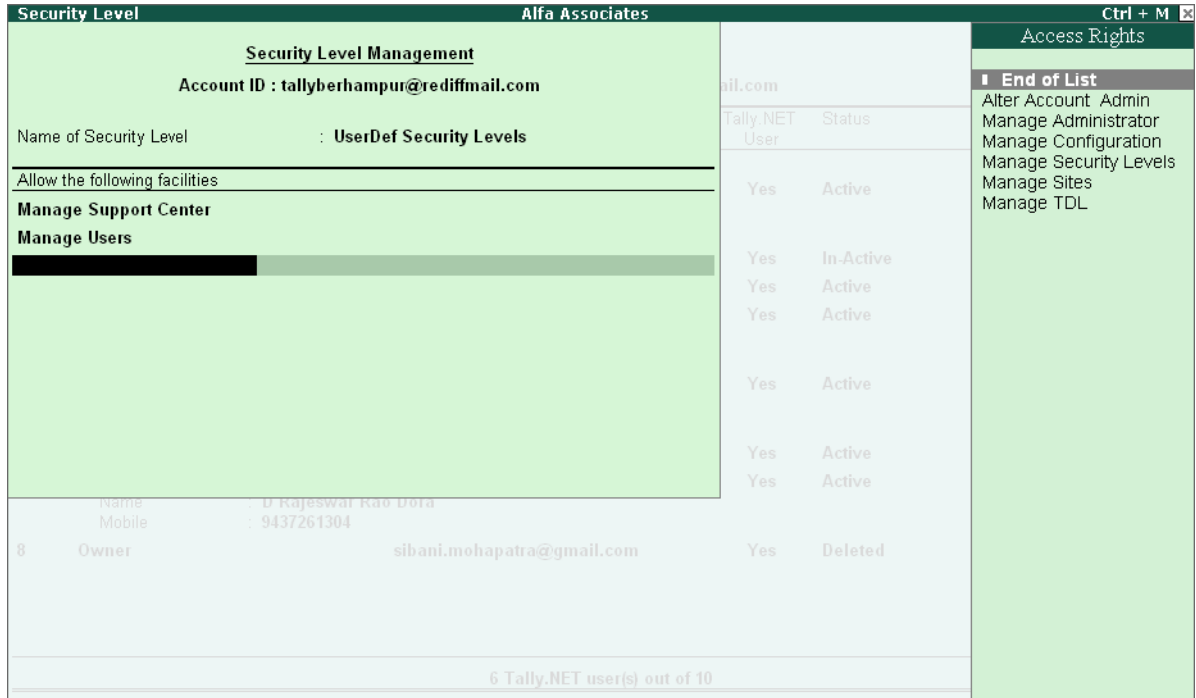 Security Level Alfa Associates Ctrl + M
Security Level Management
Account ID : tallyberhampur@rediffmail.com
Name of Security Level : UserDef Security Levels
Allow the following facilities
Manage Support Center
Manage Users
Access Rights
End of List
Alter Account Admin
Manage Administrator
Manage Configuration
Manage Security Levels
Manage Sites
Manage TDL
ail.com
Tally.NET Status
User
Yes Active
Yes In-Active
Yes Active
Yes Active
Yes Active
Yes Active
Yes Active
Name : D Rajeswar Rao Dora
Mobile : 9437261304
8 Owner sibani.mohapatra@gmail.com Yes Deleted
6 Tally.NET user(s) out of 10